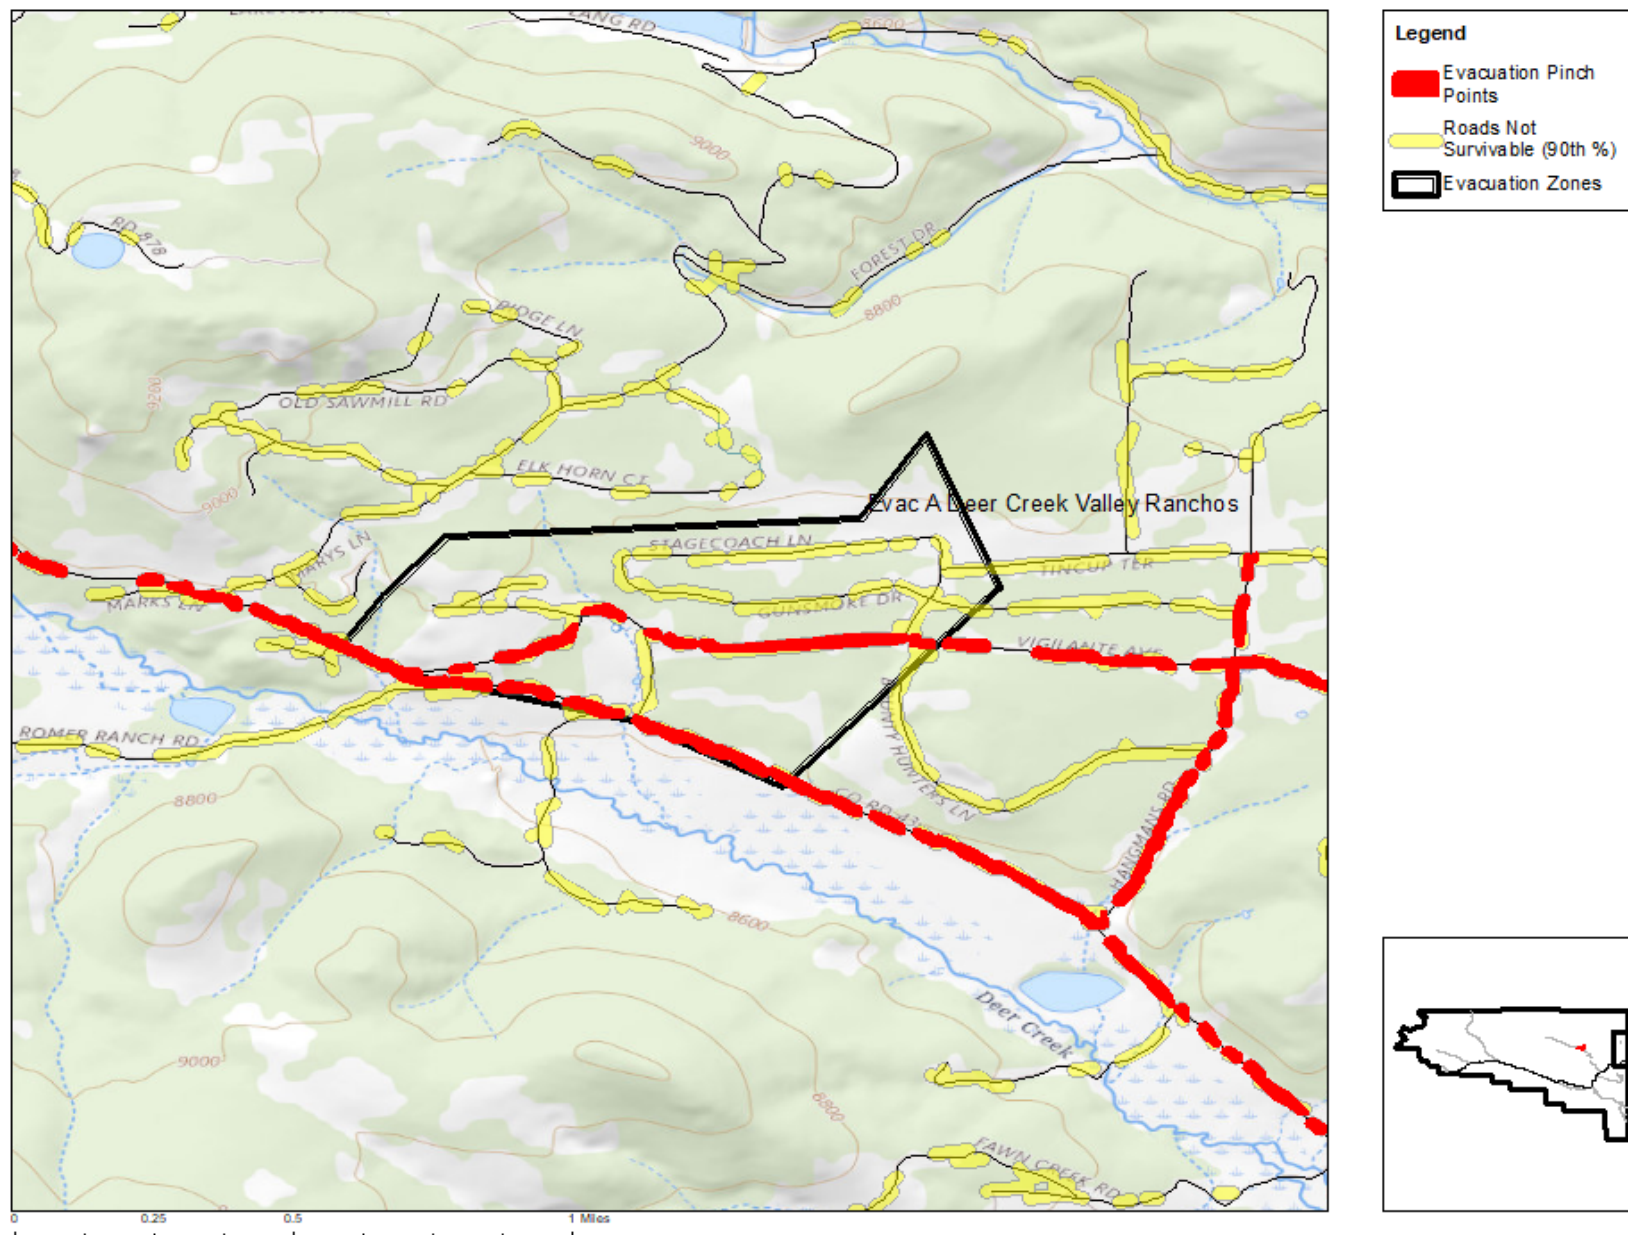 LANG RD
8600
Legend
Evacuation Pinch
Points
Roads Not
Survivable (90th %)
Evacuation Zones
9000
RD 878
FOREST DR
8800
RIDGE LN
9200
OLD SAWMILL RD
ELK HORN CT
9000
Evac A Deer Creek Valley Ranchos
STAGECOACH LN
MARYS LN
TINCUP TER
MARKS LN
GUNSMOKE DR
VIGILANTE AVE
BUNNY HUNTERS LN
ROMER RANCH RD
8800
CO RD 43
HANGMANS RD
8600
Deer Creek
9000
8800
FAWN CREEK RD
0 0.25 0.5 1 Miles